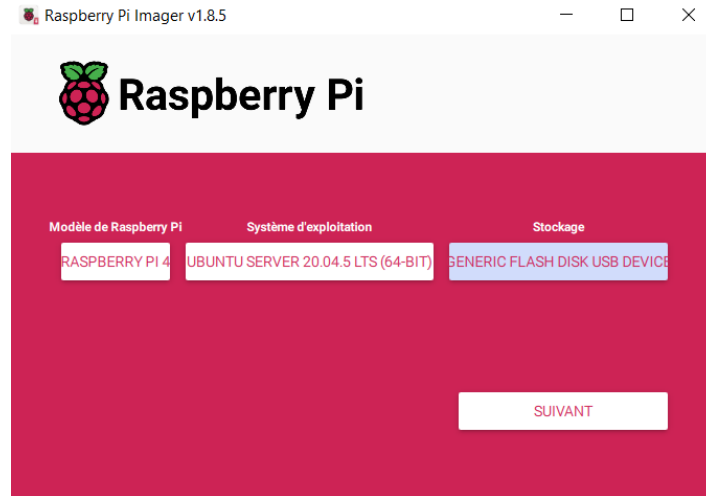 Raspberry Pi Imager v1.8.5
Raspberry Pi
Modèle de Raspberry Pi
Système d'exploitation
Stockage
RASPBERRY PI 4
UBUNTU SERVER 20.04.5 LTS (64-BIT)
GENERIC FLASH DISK USB DEVICE
SUIVANT